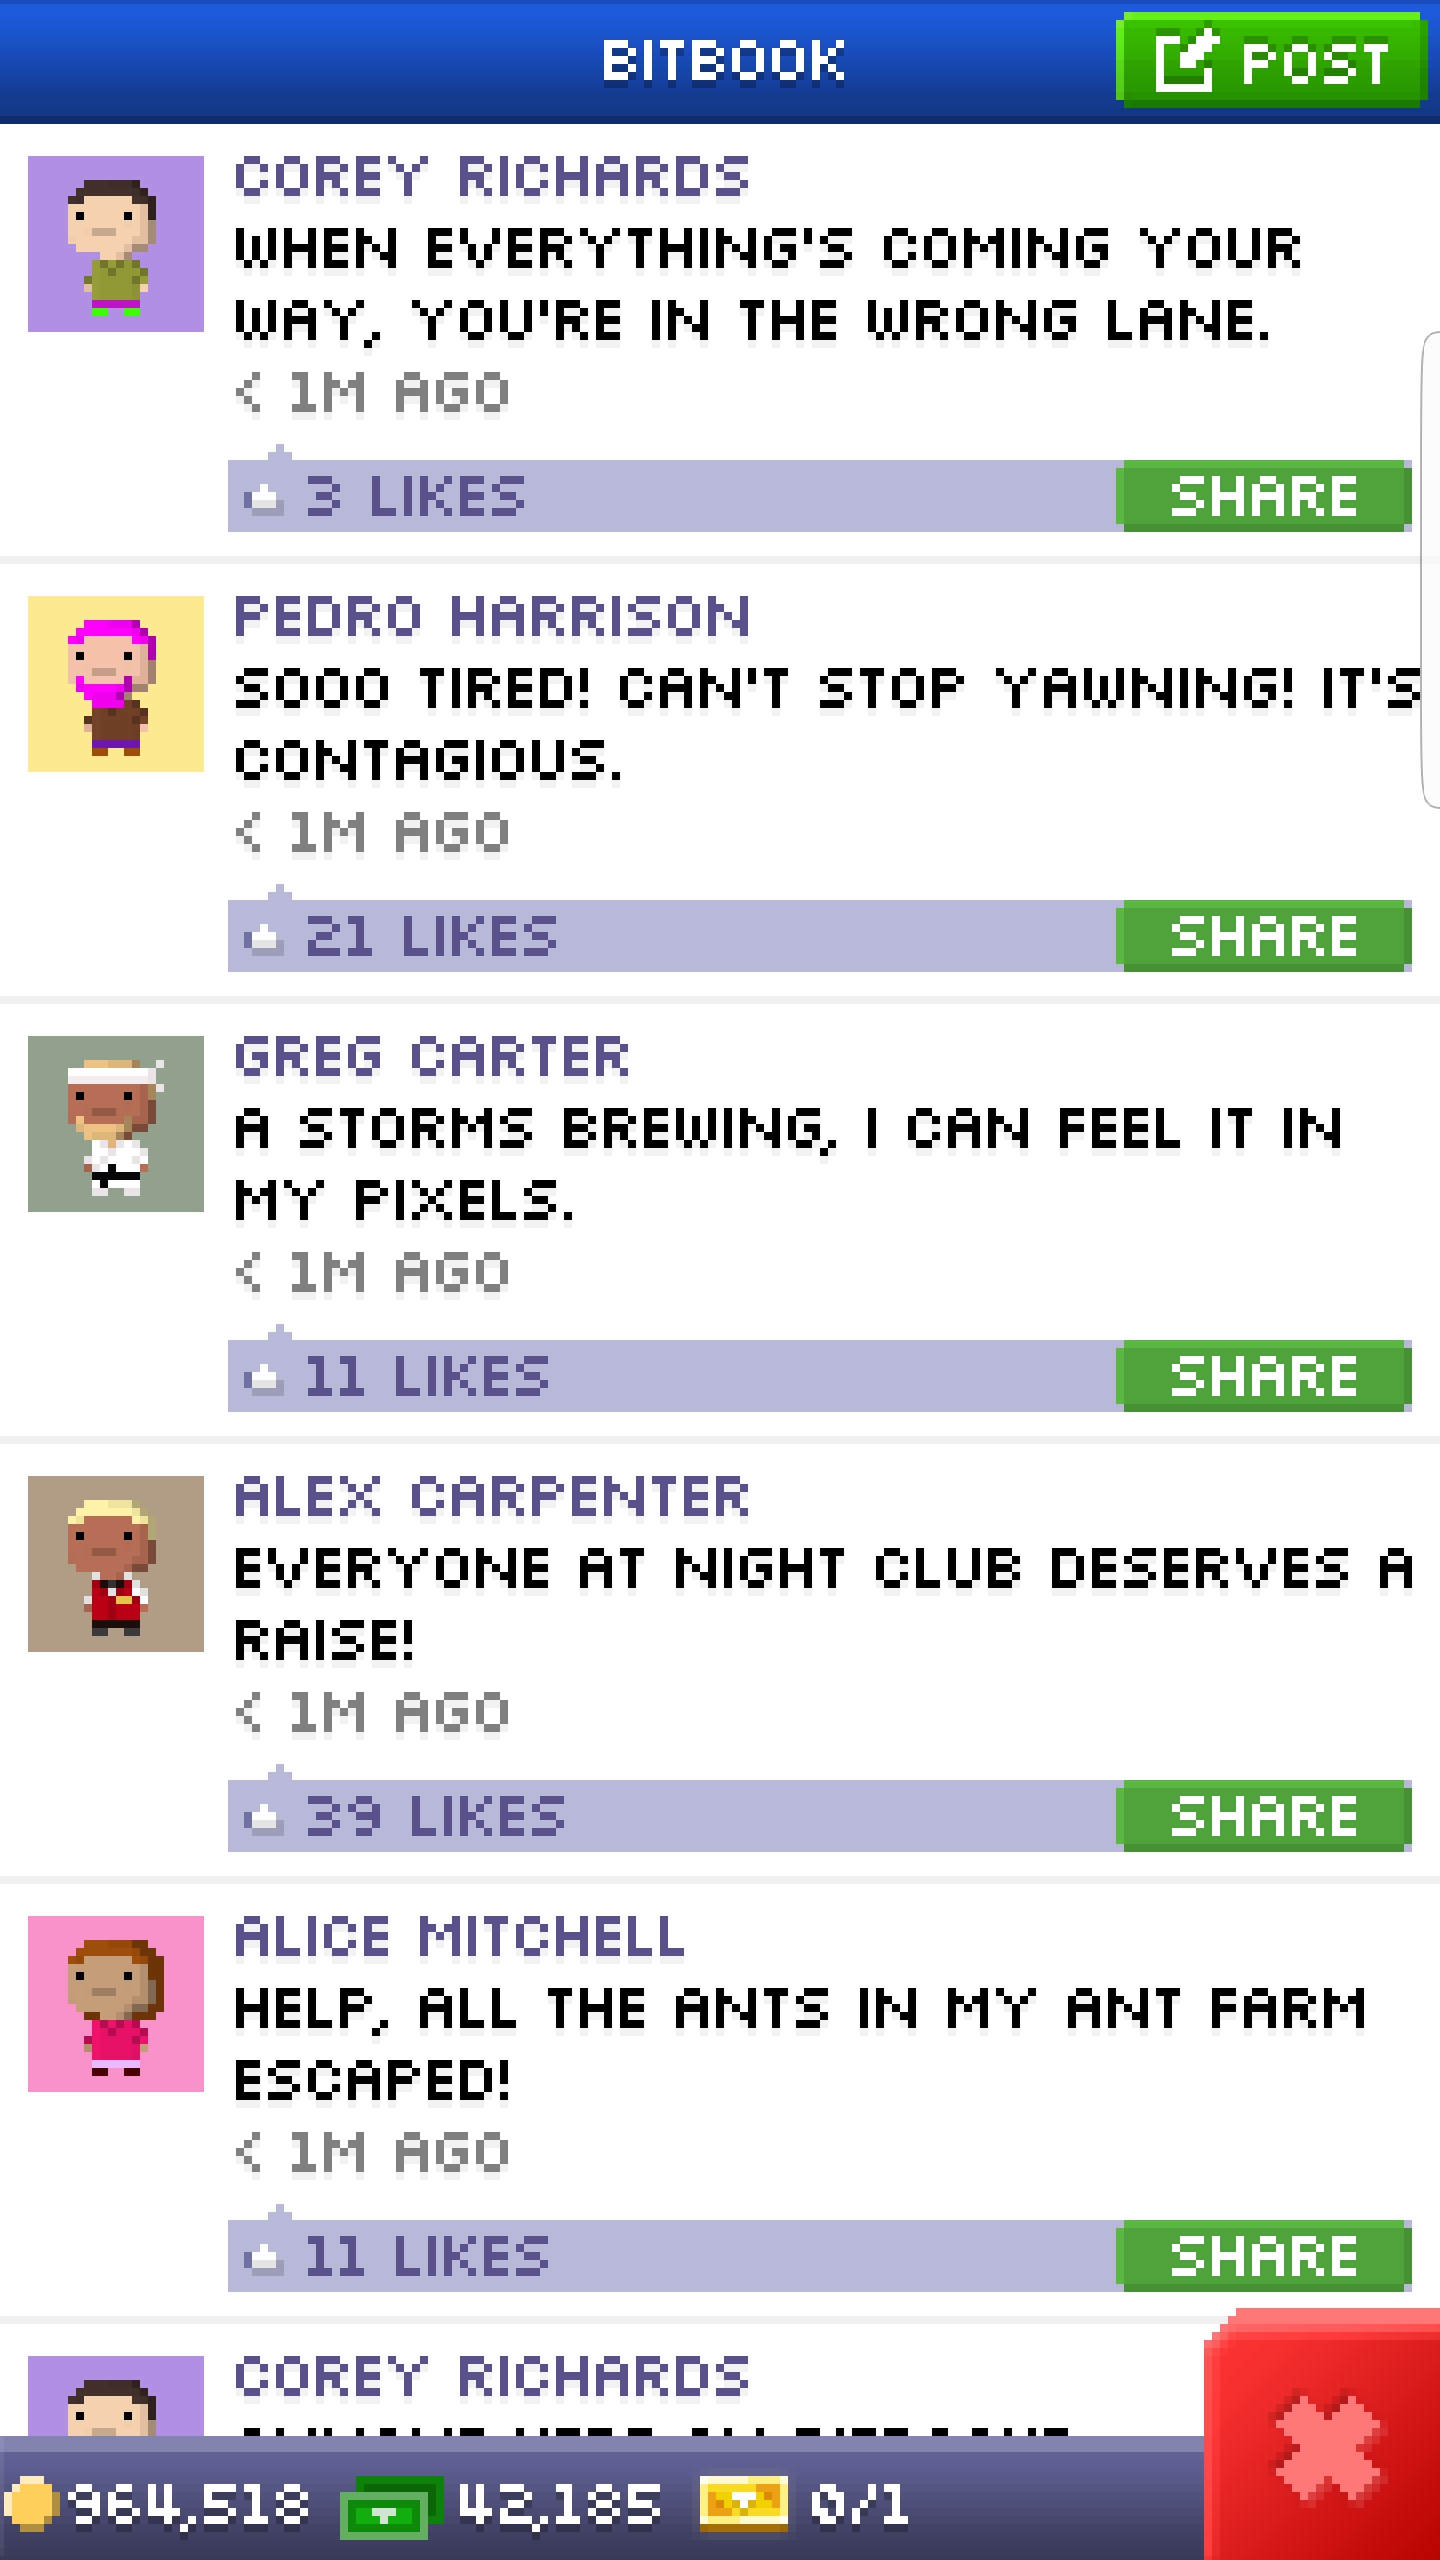 BITBOOK
POST
COREY RICHARDS
WHEN EVERYTHING'S COMING YOUR
WAY, YOU'RE IN THE WRONG LANE.
< 1M AGO
3 LIKES
SHARE
PEDRO HARRISON
SOOO TIRED! CAN'T STOP YAWNING! IT'S
CONTAGIOUS.
< 1M AGO
21 LIKES
SHARE
GREG CARTER
A STORMS BREWING, I CAN FEEL IT IN
MY PIXELS.
< 1M AGO
11 LIKES
SHARE
ALEX CARPENTER
EVERYONE AT NIGHT CLUB DESERVES A
RAISE!
< 1M AGO
39 LIKES
SHARE
ALICE MITCHELL
HELP, ALL THE ANTS IN MY ANT FARM
ESCAPED!
< 1M AGO
11 LIKES
SHARE
COREY RICHARDS
964,518
42,185
0/1